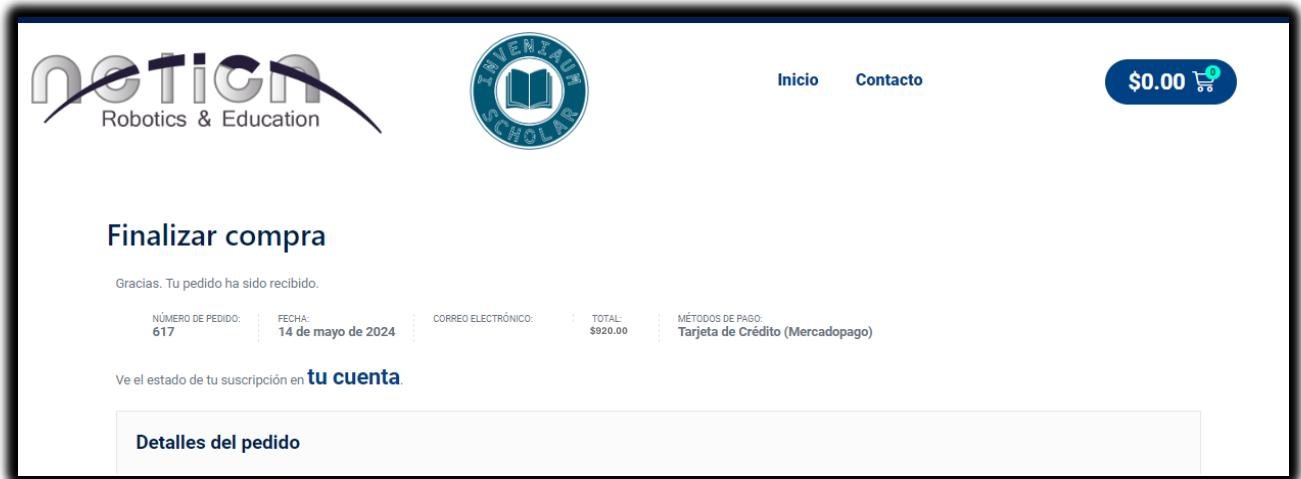 netica
Robotics & Education
INVENIAUM
SCHOLAR
Inicio Contacto
$0.00 0
Finalizar compra
Gracias. Tu pedido ha sido recibido.
NÚMERO DE PEDIDO: FECHA: CORREO ELECTRÓNICO: TOTAL: MÉTODOS DE PAGO:
617 14 de mayo de 2024 $920.00 Tarjeta de Crédito (Mercadopago)
Ve el estado de tu suscripción en tu cuenta.
Detalles del pedido